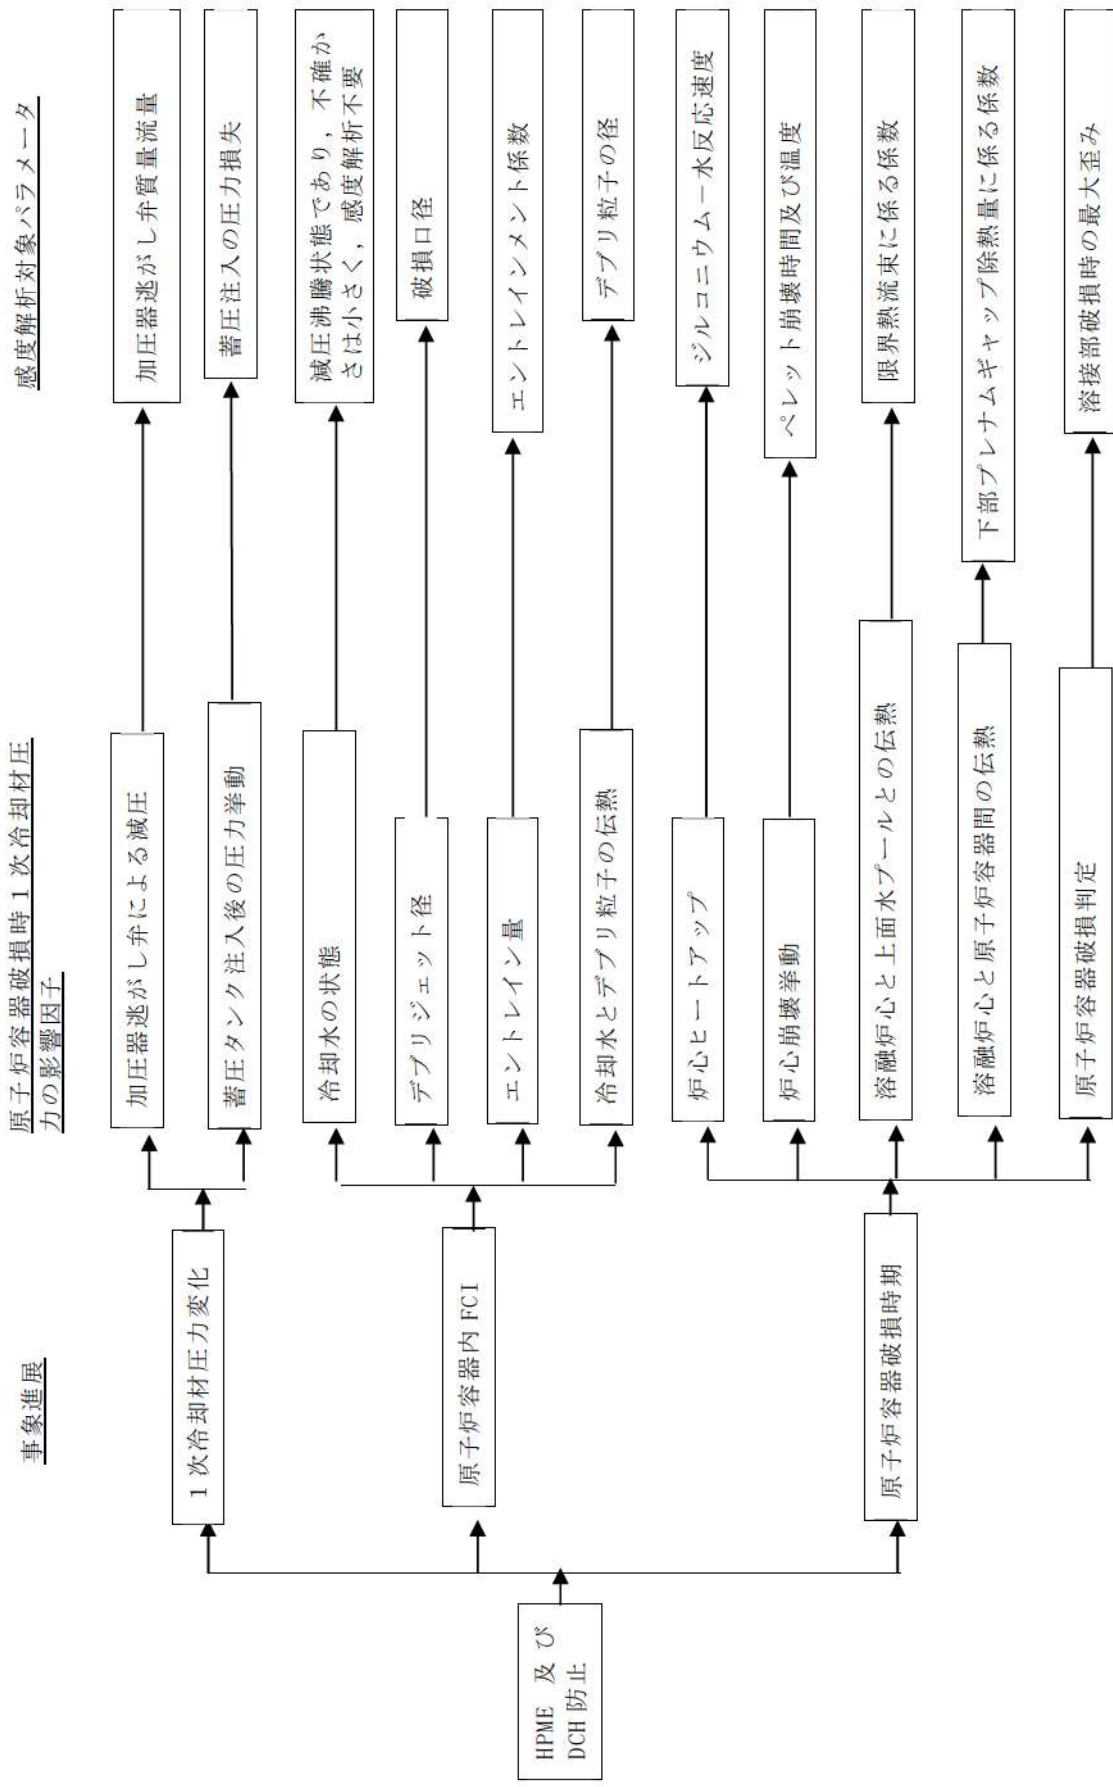 事象進展
原子炉容器破損時1次冷却材圧
力の影響因子
感度解析対象パラメータ
HPME 及び
DCH 防止
1次冷却材圧力変化
加圧器逃がし弁による減圧
加圧器逃がし弁質量流量
蓄圧タンク注入後の圧力挙動
蓄圧注入の圧力損失
原子炉容器内 FCI
冷却水の状態
減圧沸騰状態であり，不確か
さは小さく，感度解析不要
デブリジェット径
破損口径
エントレイン量
エントレインメント係数
冷却水とデブリ粒子の伝熱
デブリ粒子の径
原子炉容器破損時期
炉心ヒートアップ
ジルコニウム－水反応速度
炉心崩壊挙動
ペレット崩壊時間及び温度
溶融炉心と上面水プールとの伝熱
限界熱流束に係る係数
溶融炉心と原子炉容器間の伝熱
下部プレナムギャップ除熱量に係る係数
原子炉容器破損判定
溶接部破損時の最大歪み